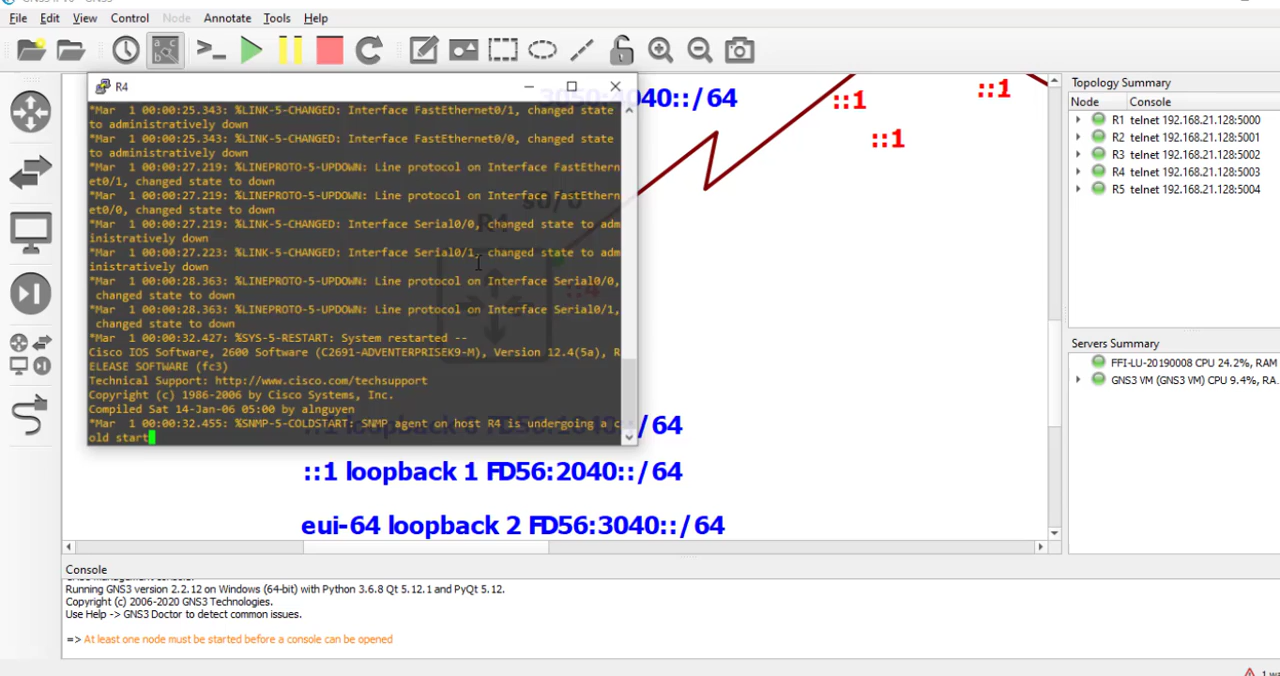 File Edit View Control Node Annotate Tools Help
R4
*Mar  1 00:00:25.343: %LINK-5-CHANGED: Interface FastEthernet0/1, changed state
to administratively down
*Mar  1 00:00:25.343: %LINK-5-CHANGED: Interface FastEthernet0/0, changed state
to administratively down
*Mar  1 00:00:27.219: %LINEPROTO-5-UPDOWN: Line protocol on Interface FastEthern
et0/1, changed state to down
*Mar  1 00:00:27.219: %LINEPROTO-5-UPDOWN: Line protocol on Interface FastEthern
et0/0, changed state to down
*Mar  1 00:00:27.219: %LINK-5-CHANGED: Interface Serial0/0, changed state to adm
inistratively down
*Mar  1 00:00:27.223: %LINK-5-CHANGED: Interface Serial0/1, changed state to adm
inistratively down
*Mar  1 00:00:28.363: %LINEPROTO-5-UPDOWN: Line protocol on Interface Serial0/0,
changed state to down
*Mar  1 00:00:28.363: %LINEPROTO-5-UPDOWN: Line protocol on Interface Serial0/1,
changed state to down
*Mar  1 00:00:32.427: %SYS-5-RESTART: System restarted --
Cisco IOS Software, 2600 Software (C2691-ADVENTERPRISEK9-M), Version 12.4(5a), R
ELEASE SOFTWARE (fc3)
Technical Support: http://www.cisco.com/techsupport
Copyright (c) 1986-2006 by Cisco Systems, Inc.
Compiled Sat 14-Jan-06 05:00 by alnguyen
*Mar  1 00:00:32.455: %SNMP-5-COLDSTART: SNMP agent on host R4 is undergoing a c
old start
040::/64
::1
::1
::1
s0/0
R4
::/64
::1 loopback 1 FD56:2040::/64
eui-64 loopback 2 FD56:3040::/64
Topology Summary
Node Console
R1 telnet 192.168.21.128:5000
R2 telnet 192.168.21.128:5001
R3 telnet 192.168.21.128:5002
R4 telnet 192.168.21.128:5003
R5 telnet 192.168.21.128:5004
Servers Summary
FFI-LU-20190008 CPU 24.2%, RAM
GNS3 VM (GNS3 VM) CPU 9.4%, RA...
Console
Running GNS3 version 2.2.12 on Windows (64-bit) with Python 3.6.8 Qt 5.12.1 and PyQt 5.12.
Copyright (c) 2006-2020 GNS3 Technologies.
Use Help -> GNS3 Doctor to detect common issues.
=> At least one node must be started before a console can be opened